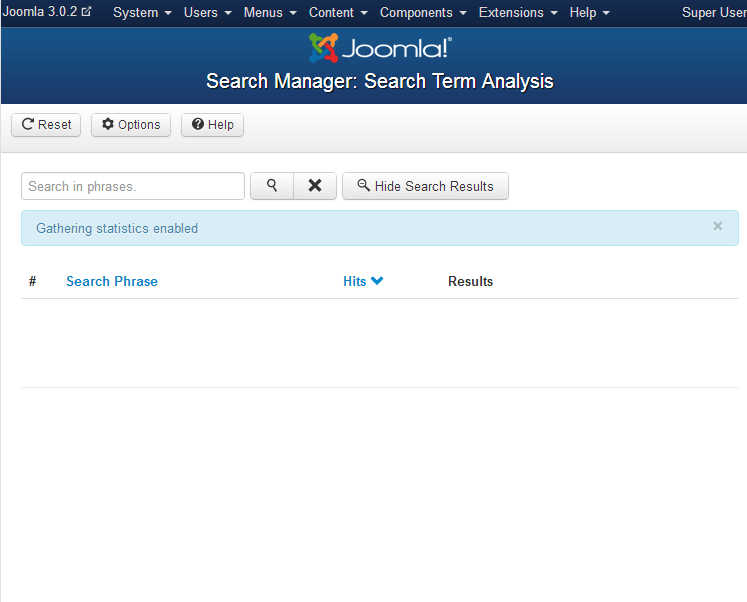 Joomla 3.0.2 System Users Menus Content Components Extensions Help Super User
Joomla!®
Search Manager: Search Term Analysis
Reset Options Help
Search in phrases. Hide Search Results
Gathering statistics enabled ×
# Search Phrase Hits Results